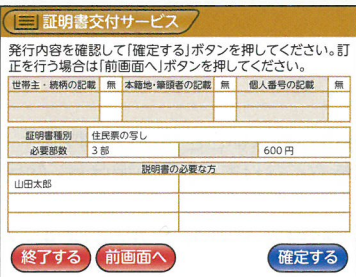 証明書交付サービス
発行内容を確認して「確定する」ボタンを押してください。訂
正を行う場合は「前画面へ」ボタンを押してください。
世帯主・続柄の記載 無 本籍地・筆頭者の記載 無 個人番号の記載 無
証明書種別 住民票の写し
必要部数 3部 600円
説明書の必要な方
山田太郎
終了する 前画面へ 確定する